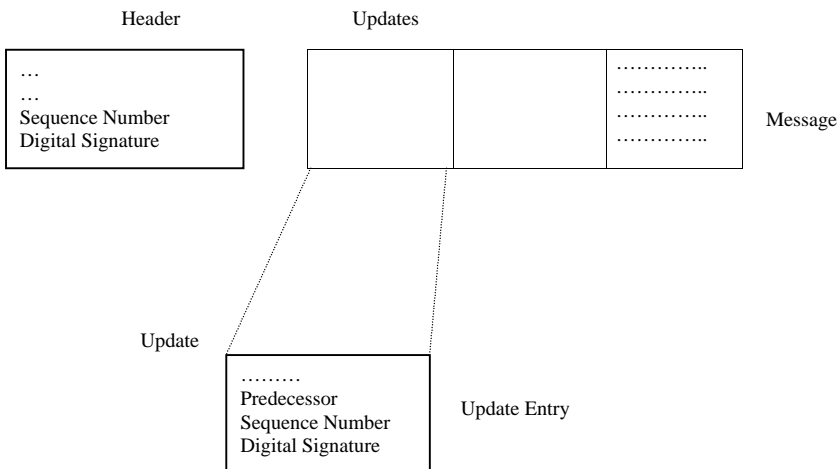 Header
Updates
…
…
Sequence Number
Digital Signature
…………..
…………..
…………..
…………..
Message
Update
………
Predecessor
Sequence Number
Digital Signature
Update Entry